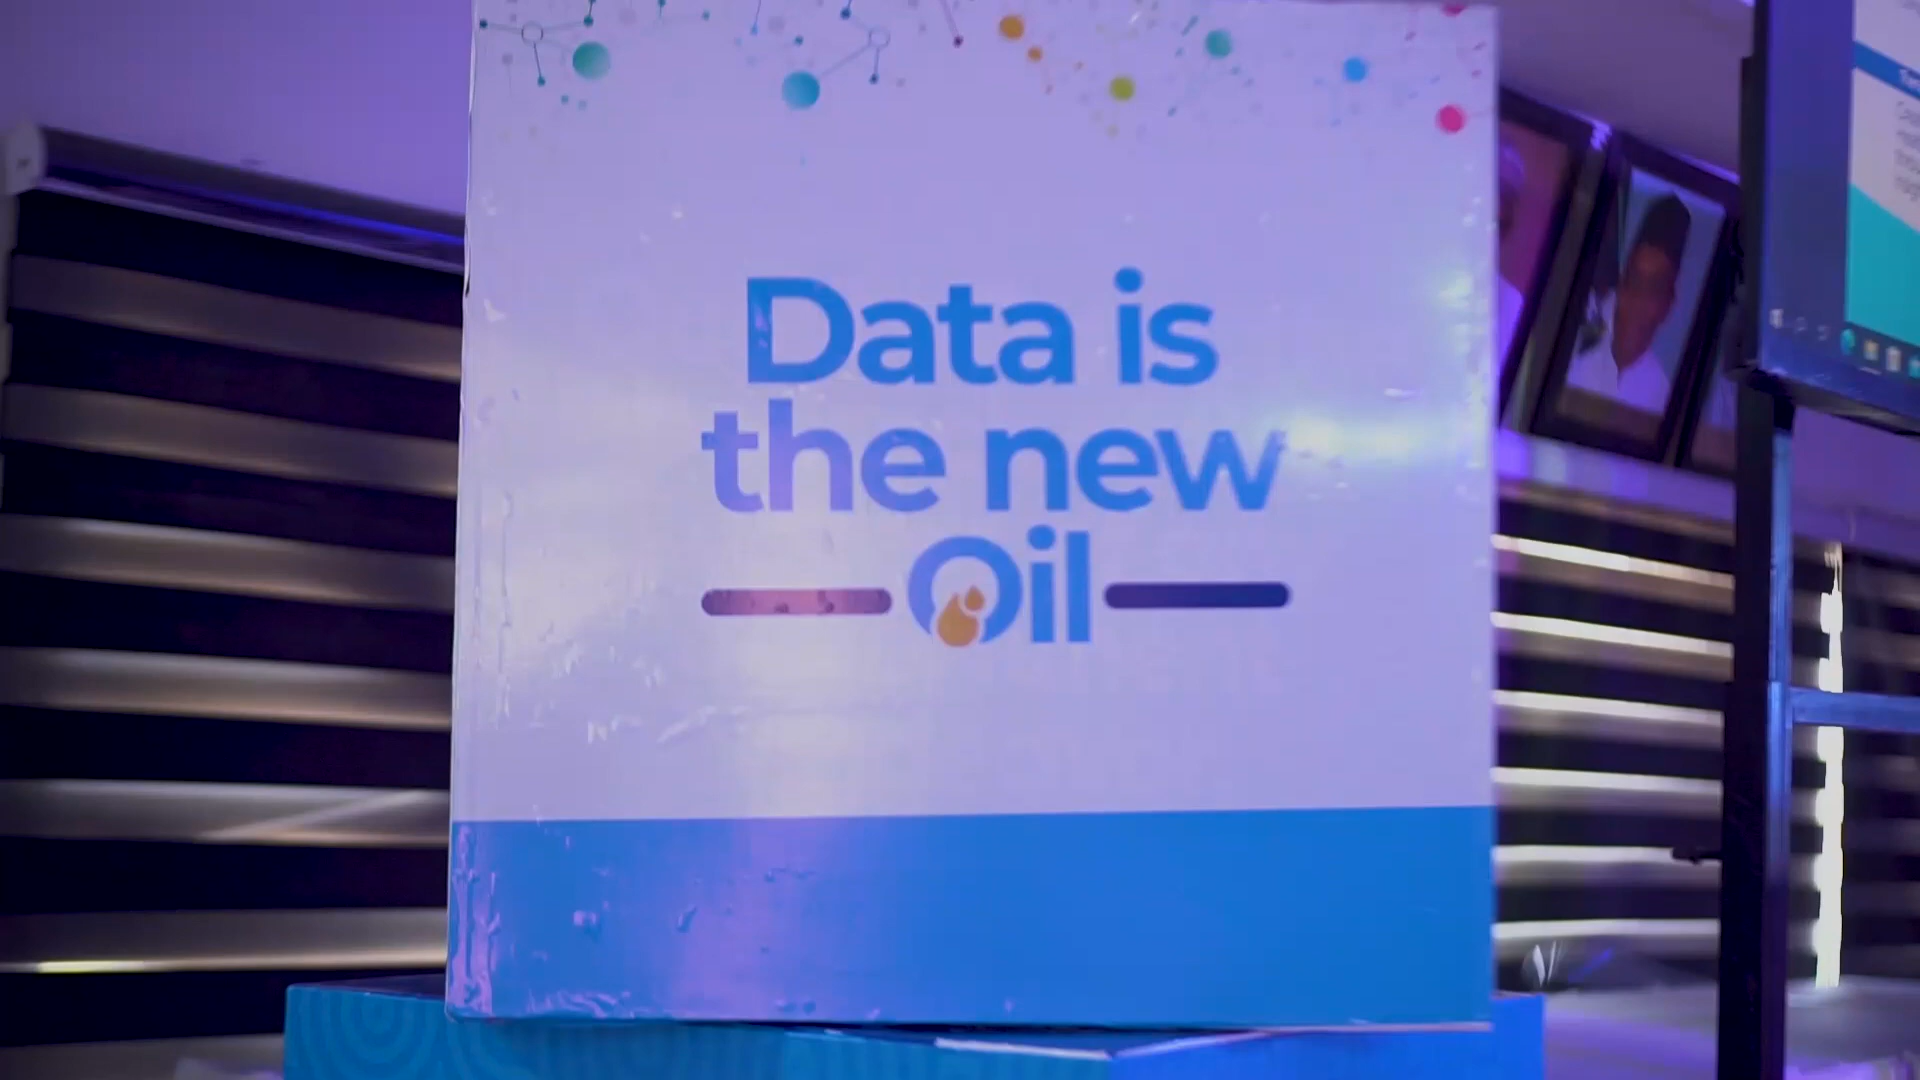 Data is
the new
Oil